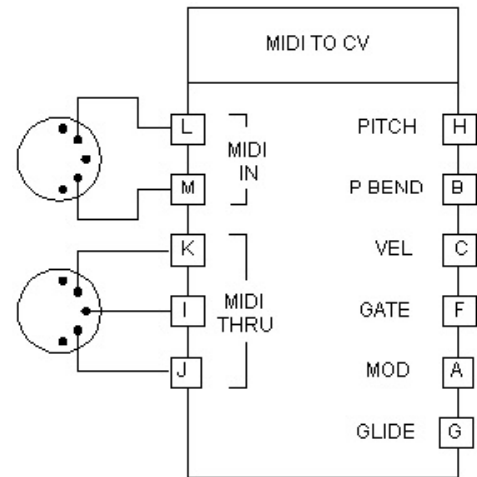 MIDI TO CV
L
MIDI
IN
M
K
MIDI
THRU
I
J
PITCH H
P BEND B
VEL C
GATE F
MOD A
GLIDE G